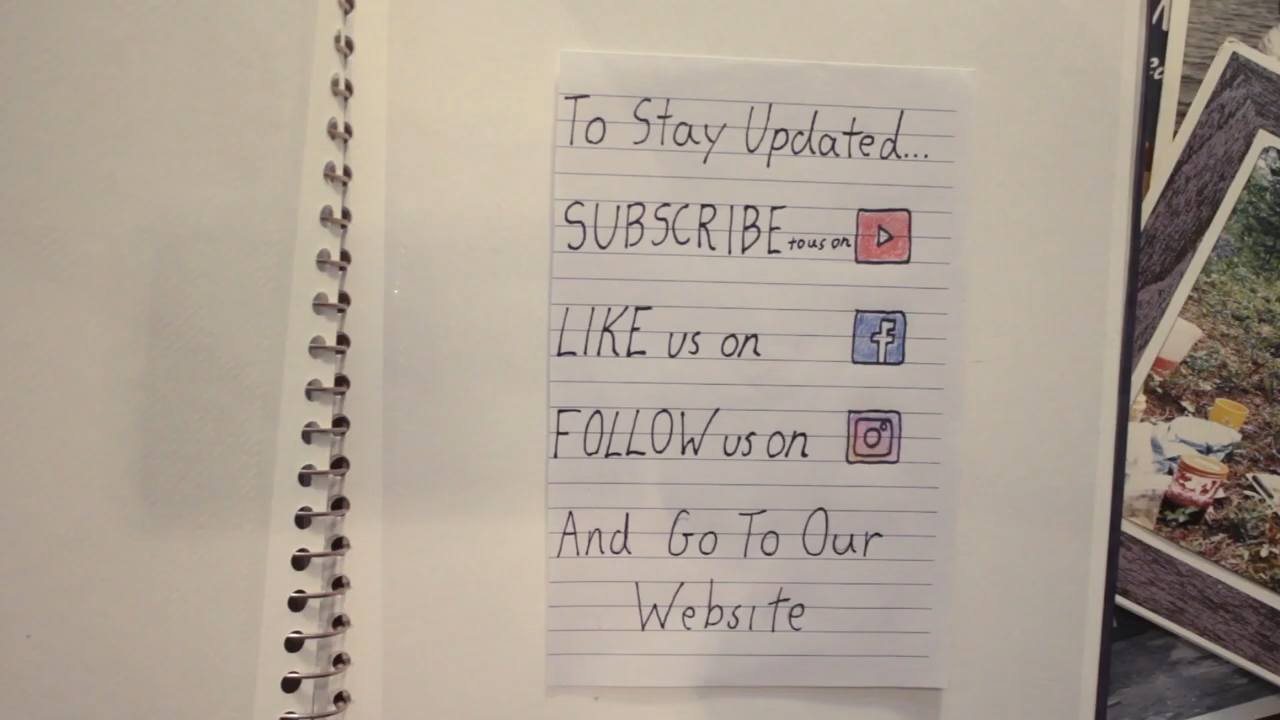 To Stay Updated...
SUBSCRIBE to us on
LIKE us on f
FOLLOW us on
And Go To Our
Website